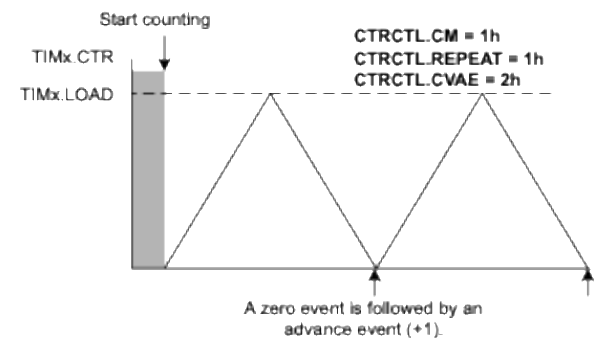 Start counting
CTRCTL.CM = 1h
TIMx.CTR
CTRCTL.REPEAT = 1h
CTRCTL.CVAE = 2h
TIMx.LOAD
A zero event is followed by an
advance event (+1).